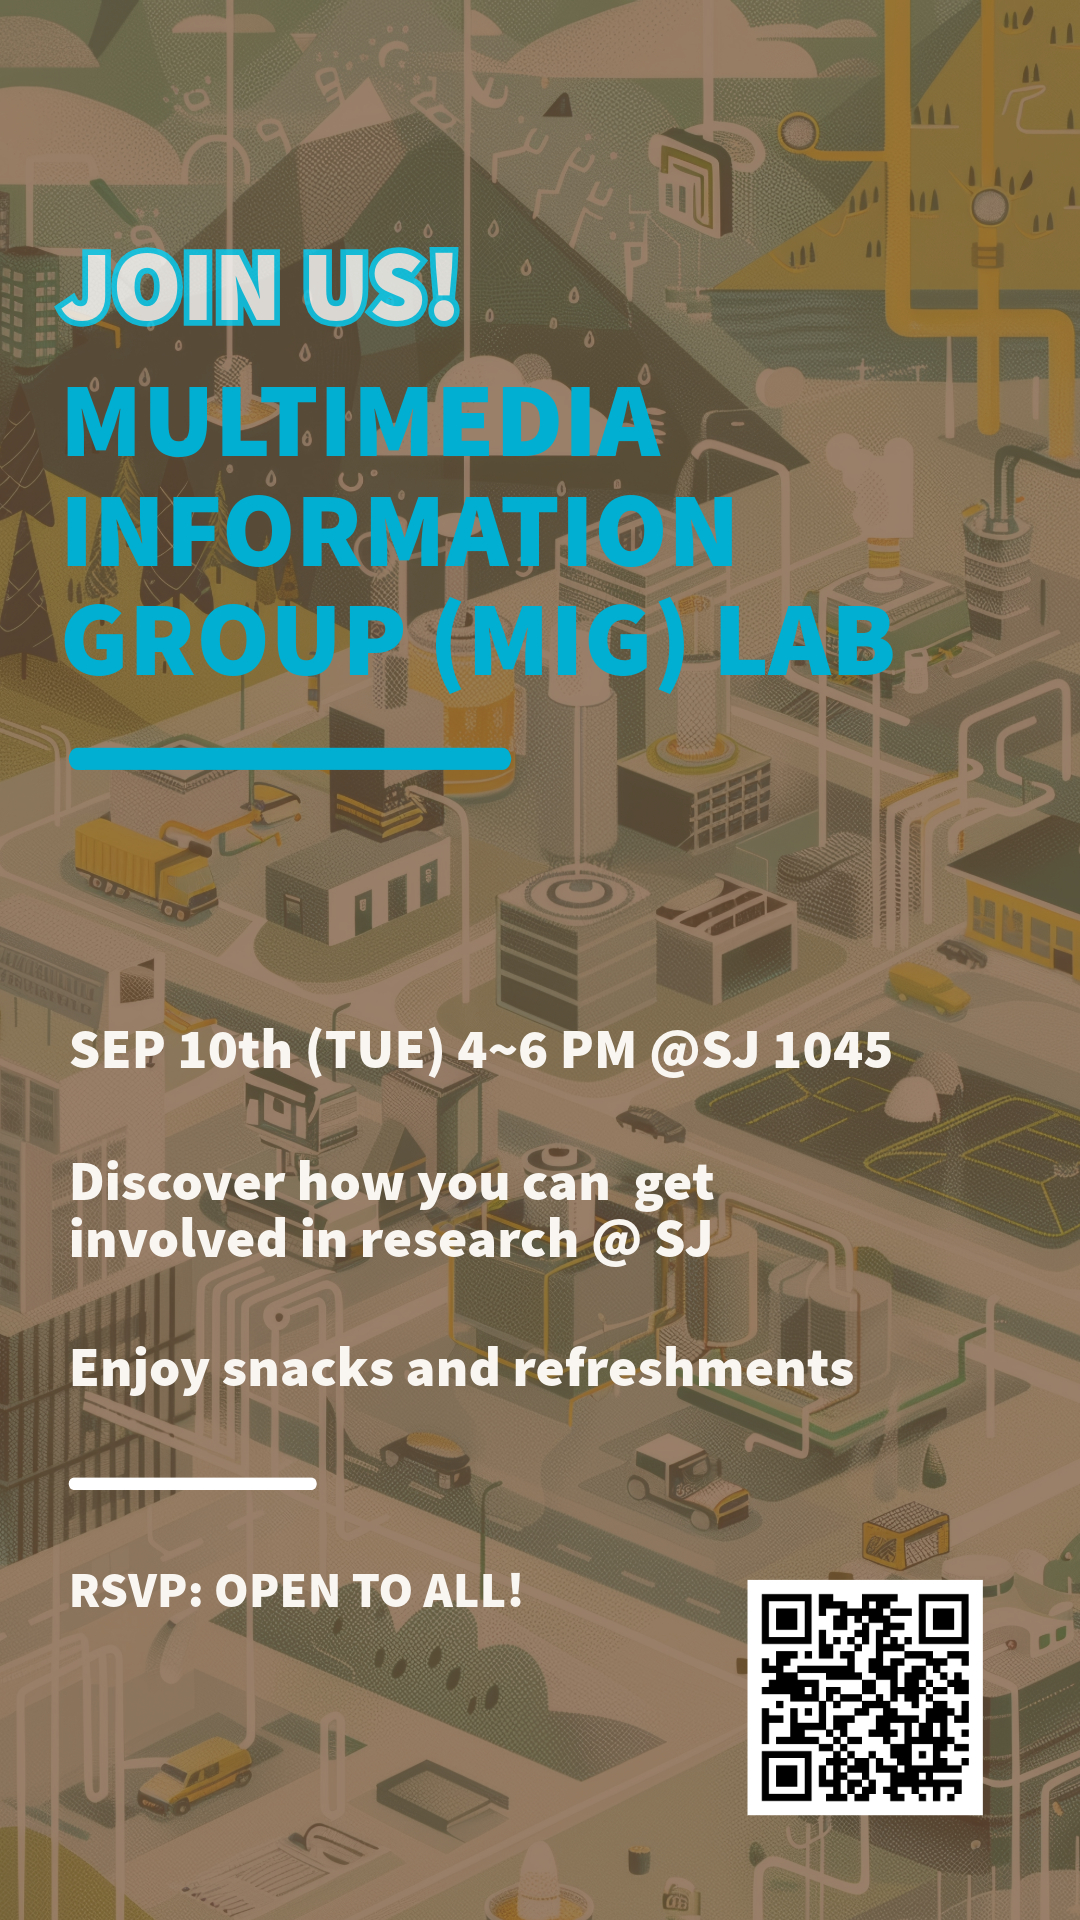 JOIN US!
MULTIMEDIA
INFORMATION
GROUP (MIG) LAB
SEP 10th (TUE) 4~6 PM @SJ 1045
Discover how you can  get
involved in research @ SJ
Enjoy snacks and refreshments
RSVP: OPEN TO ALL!